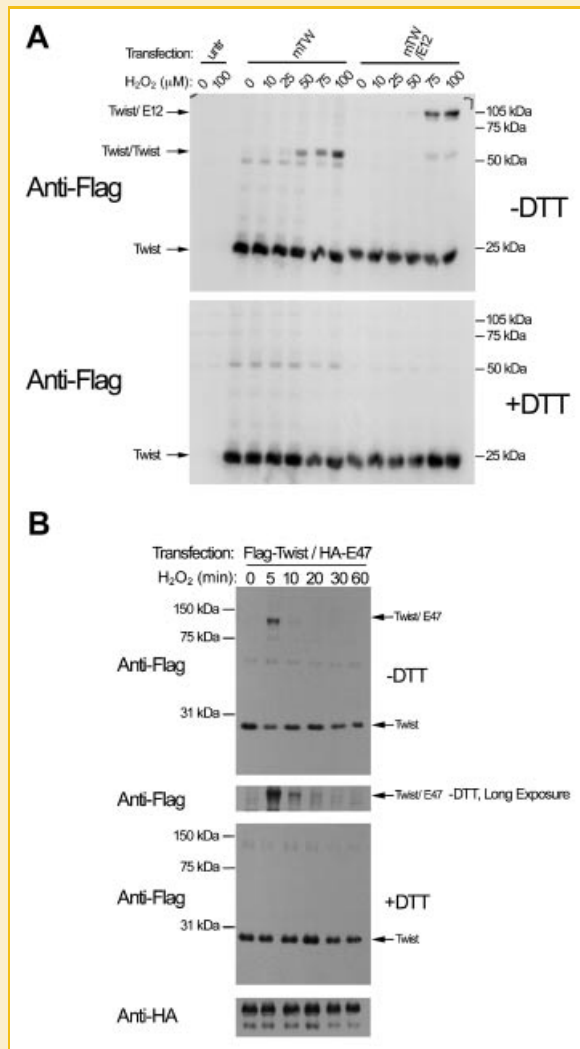 A
Transfection: untr mTW mTW /E12
H₂O₂ (μM): 0 100 0 10 25 50 75 100 0 10 25 50 75 100
Twist/ E12 105 kDa
75 kDa
Twist/Twist 50 kDa
Anti-Flag -DTT
Twist 25 kDa
105 kDa
75 kDa
Anti-Flag 50 kDa
+DTT
Twist 25 kDa
B
Transfection: Flag-Twist / HA-E47
H₂O₂ (min): 0 5 10 20 30 60
150 kDa Twist/ E47
75 kDa
Anti-Flag -DTT
31 kDa
Twist
Anti-Flag Twist/ E47 -DTT, Long Exposure
150 kDa
75 kDa
Anti-Flag +DTT
31 kDa
Twist
Anti-HA